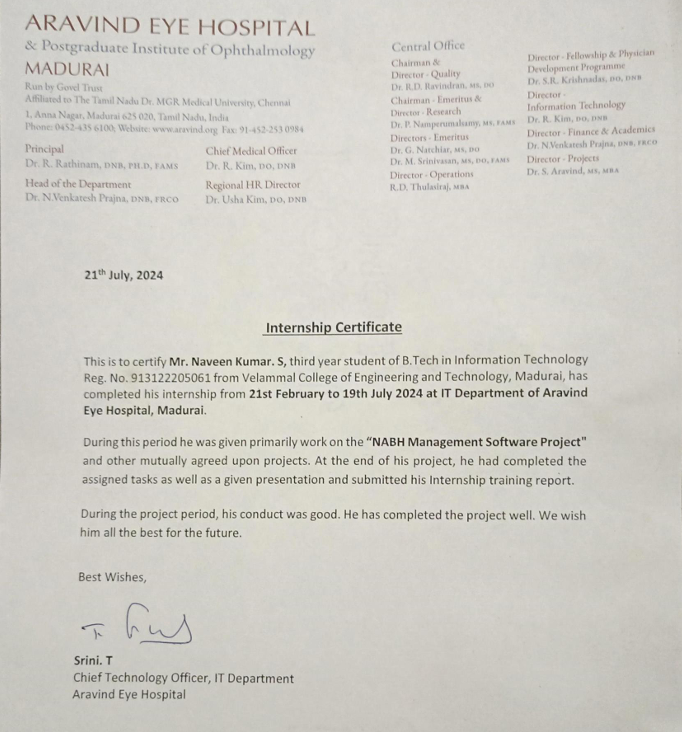 ARAVIND EYE HOSPITAL
& Postgraduate Institute of Ophthalmology
MADURAI
Run by Govel Trust
Affiliated to The Tamil Nadu Dr. MGR Medical University, Chennai
1, Anna Nagar, Madurai 625 020, Tamil Nadu, India
Phone: 0452-435 6100, Website: www.aravind.org Fax: 91-452-253 0984
Principal
Dr. R. Rathinam, DNB, PH.D, FAMS
Chief Medical Officer
Dr. R. Kim, DO, DNB
Head of the Department
Dr. N.Venkatesh Prajna, DNB, FRCO
Regional HR Director
Dr. Usha Kim, DO, DNB
Central Office
Chairman &
Director - Quality
Dr. R.D. Ravindran, MS, DO
Chairman - Emeritus &
Director - Research
Dr. P. Namperumalsamy, MS, FAMS
Directors - Emeritus
Dr. G. Natchiar, MS, DO
Dr. M. Srinivasan, MS, DO, FAMS
Director - Operations
R.D. Thulasiraj, MBA
Director - Fellowship & Physician
Development Programme
Dr. S.R. Krishnadas, DO, DNB
Director -
Information Technology
Dr. R. Kim, DO, DNB
Director - Finance & Academics
Dr. N.Venkatesh Prajna, DNB, FRCO
Director - Projects
Dr. S. Aravind, MS, MBA
21th July, 2024
Internship Certificate
This is to certify Mr. Naveen Kumar. S, third year student of B.Tech in Information Technology
Reg. No. 913122205061 from Velammal College of Engineering and Technology, Madurai, has
completed his internship from 21st February to 19th July 2024 at IT Department of Aravind
Eye Hospital, Madurai.
During this period he was given primarily work on the “NABH Management Software Project"
and other mutually agreed upon projects. At the end of his project, he had completed the
assigned tasks as well as a given presentation and submitted his Internship training report.
During the project period, his conduct was good. He has completed the project well. We wish
him all the best for the future.
Best Wishes,
Srini. T
Chief Technology Officer, IT Department
Aravind Eye Hospital